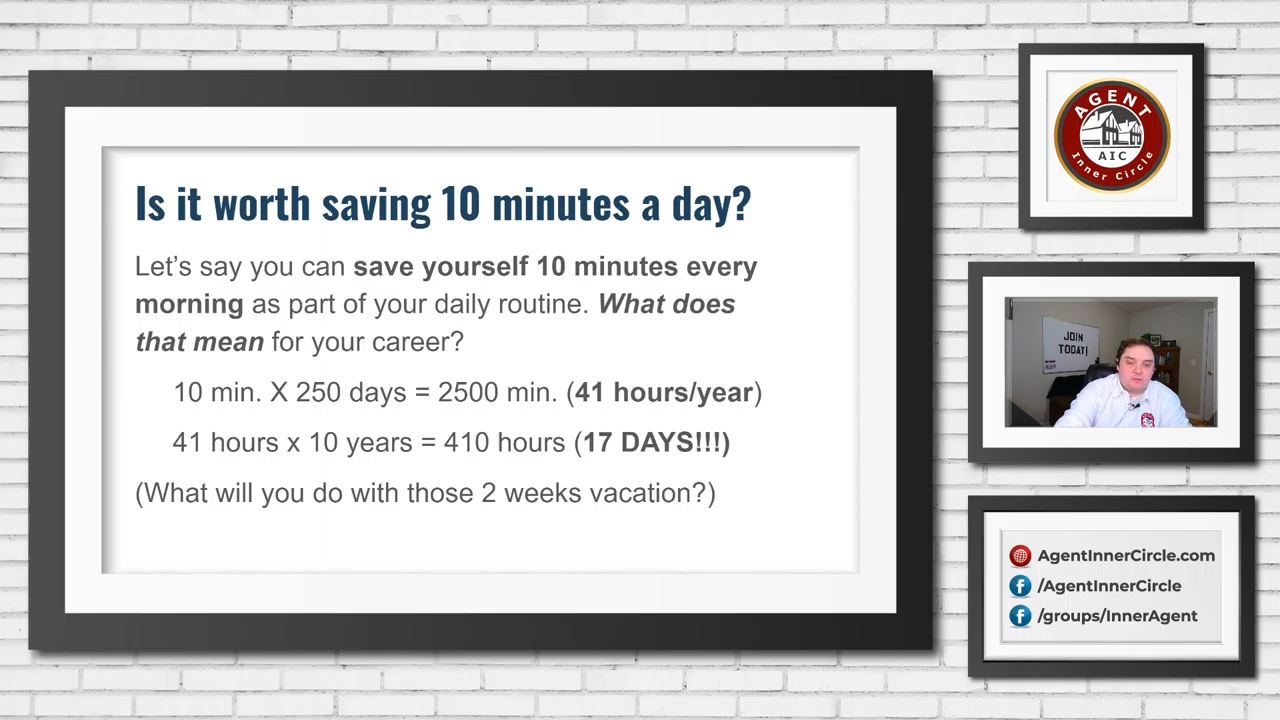 Is it worth saving 10 minutes a day?
Let's say you can save yourself 10 minutes every
morning as part of your daily routine. What does
that mean for your career?
10 min. X 250 days = 2500 min. (41 hours/year)
41 hours x 10 years = 410 hours (17 DAYS!!!)
(What will you do with those 2 weeks vacation?)
AGENT
AIC
Inner Circle
JOIN
TODAY!
AgentInnerCircle.com
/AgentInnerCircle
/groups/InnerAgent